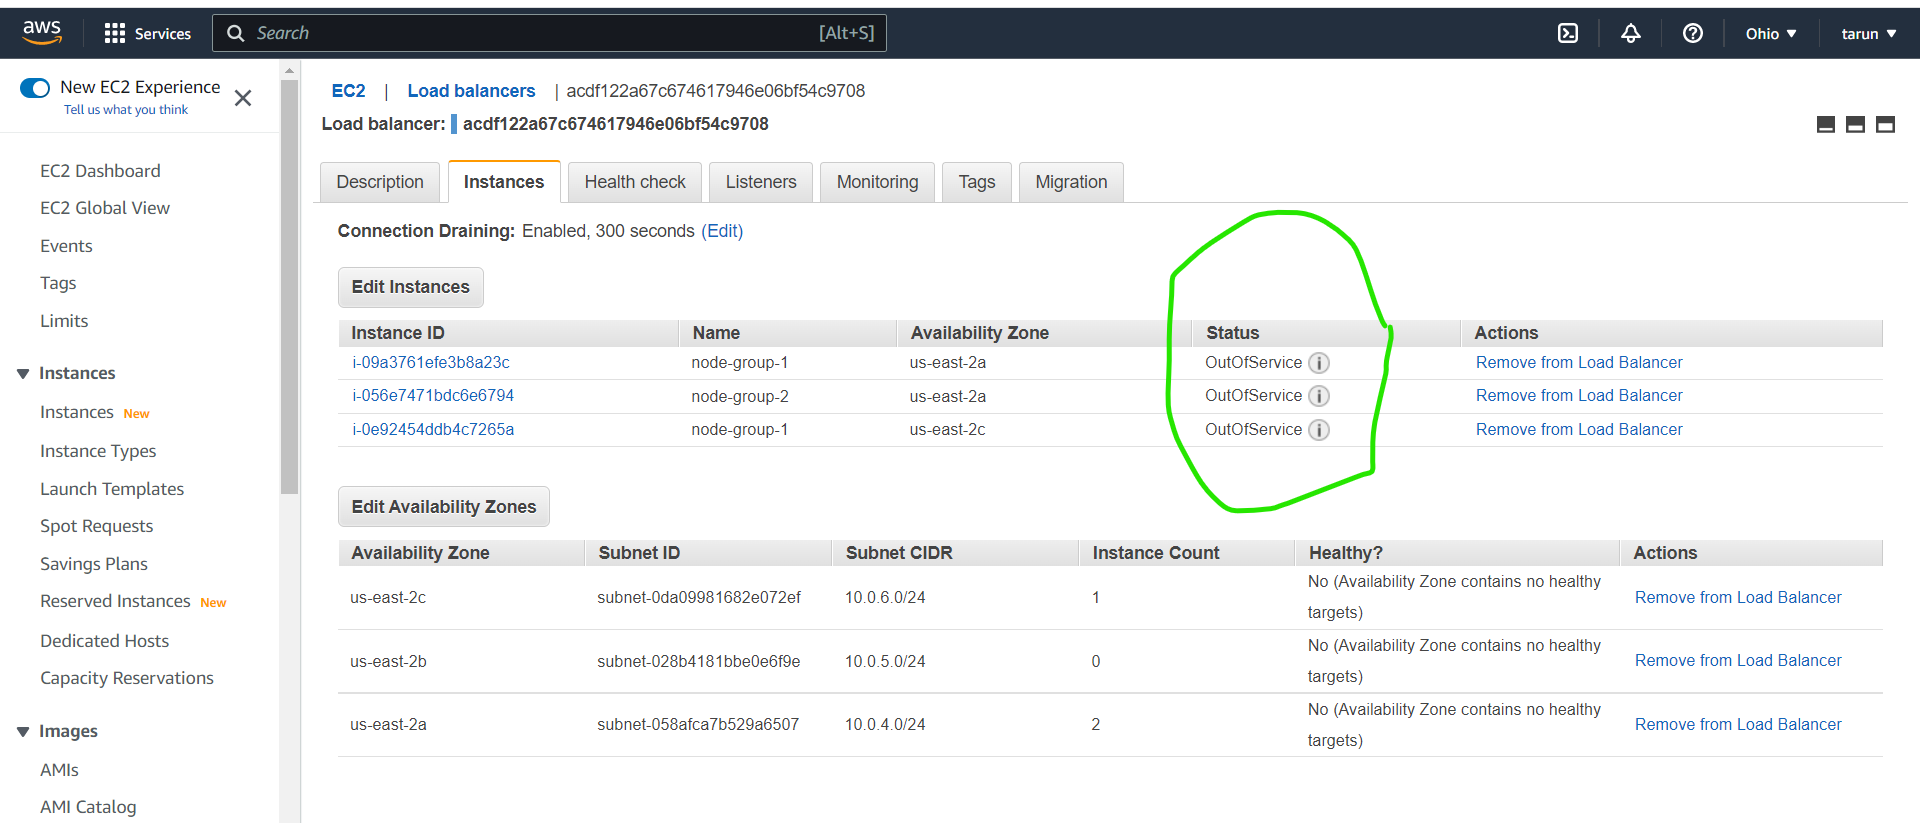 aws Services Search [Alt+S] Ohio ▼ tarun ▼
New EC2 Experience
Tell us what you think
EC2 Dashboard
EC2 Global View
Events
Tags
Limits
Instances
Instances New
Instance Types
Launch Templates
Spot Requests
Savings Plans
Reserved Instances New
Dedicated Hosts
Capacity Reservations
Images
AMIs
AMI Catalog
EC2 | Load balancers | acdf122a67c674617946e06bf54c9708
Load balancer: acdf122a67c674617946e06bf54c9708
Description Instances Health check Listeners Monitoring Tags Migration
Connection Draining: Enabled, 300 seconds (Edit)
Edit Instances
Instance ID Name Availability Zone Status Actions
i-09a3761efe3b8a23c node-group-1 us-east-2a OutOfService i Remove from Load Balancer
i-056e7471bdc6e6794 node-group-2 us-east-2a OutOfService i Remove from Load Balancer
i-0e92454ddb4c7265a node-group-1 us-east-2c OutOfService i Remove from Load Balancer
Edit Availability Zones
Availability Zone Subnet ID Subnet CIDR Instance Count Healthy? Actions
us-east-2c subnet-0da09981682e072ef 10.0.6.0/24 1 No (Availability Zone contains no healthy
targets) Remove from Load Balancer
us-east-2b subnet-028b4181bbe0e6f9e 10.0.5.0/24 0 No (Availability Zone contains no healthy
targets) Remove from Load Balancer
us-east-2a subnet-058afca7b529a6507 10.0.4.0/24 2 No (Availability Zone contains no healthy
targets) Remove from Load Balancer